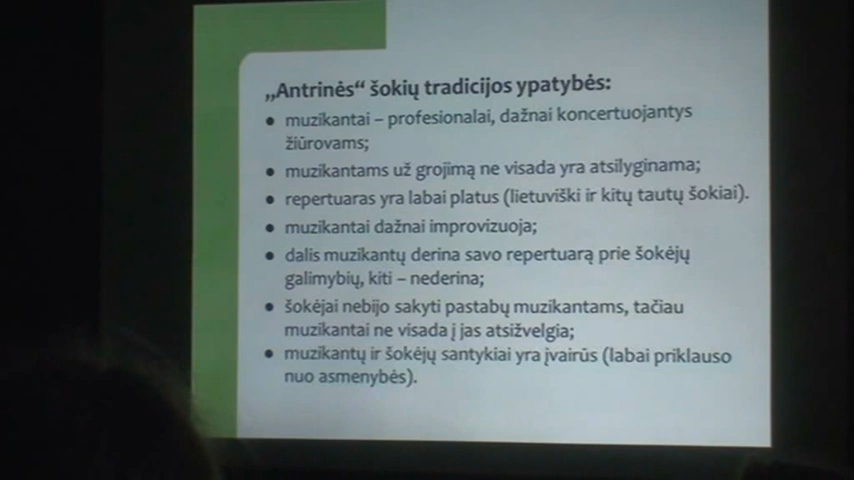 „Antrinės“ šokių tradicijos ypatybės:
• muzikantai – profesionalai, dažnai koncertuojantys
žiūrovams;
• muzikantams už grojimą ne visada yra atsilyginama;
• repertuaras yra labai platus (lietuviški ir kitų tautų šokiai).
• muzikantai dažnai improvizuoja;
• dalis muzikantų derina savo repertuarą prie šokėjų
galimybių, kiti – nederina;
• šokėjai nebijo sakyti pastabų muzikantams, tačiau
muzikantai ne visada į jas atsižvelgia;
• muzikantų ir šokėjų santykiai yra įvairūs (labai priklauso
nuo asmenybės).